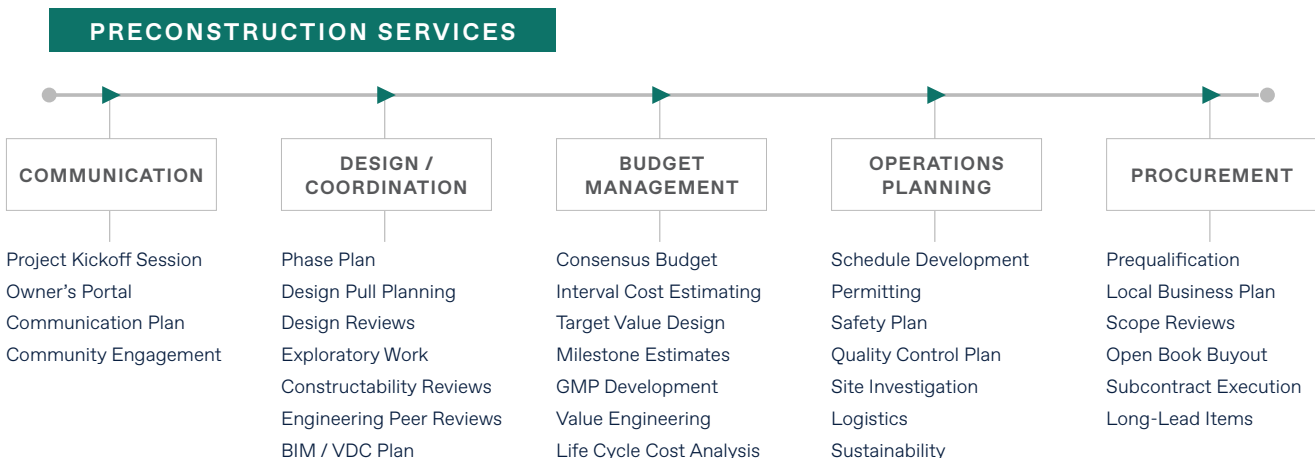 PRECONSTRUCTION SERVICES
COMMUNICATION
Project Kickoff Session
Owner's Portal
Communication Plan
Community Engagement
DESIGN /
COORDINATION
Phase Plan
Design Pull Planning
Design Reviews
Exploratory Work
Constructability Reviews
Engineering Peer Reviews
BIM / VDC Plan
BUDGET
MANAGEMENT
Consensus Budget
Interval Cost Estimating
Target Value Design
Milestone Estimates
GMP Development
Value Engineering
Life Cycle Cost Analysis
OPERATIONS
PLANNING
Schedule Development
Permitting
Safety Plan
Quality Control Plan
Site Investigation
Logistics
Sustainability
PROCUREMENT
Prequalification
Local Business Plan
Scope Reviews
Open Book Buyout
Subcontract Execution
Long-Lead Items